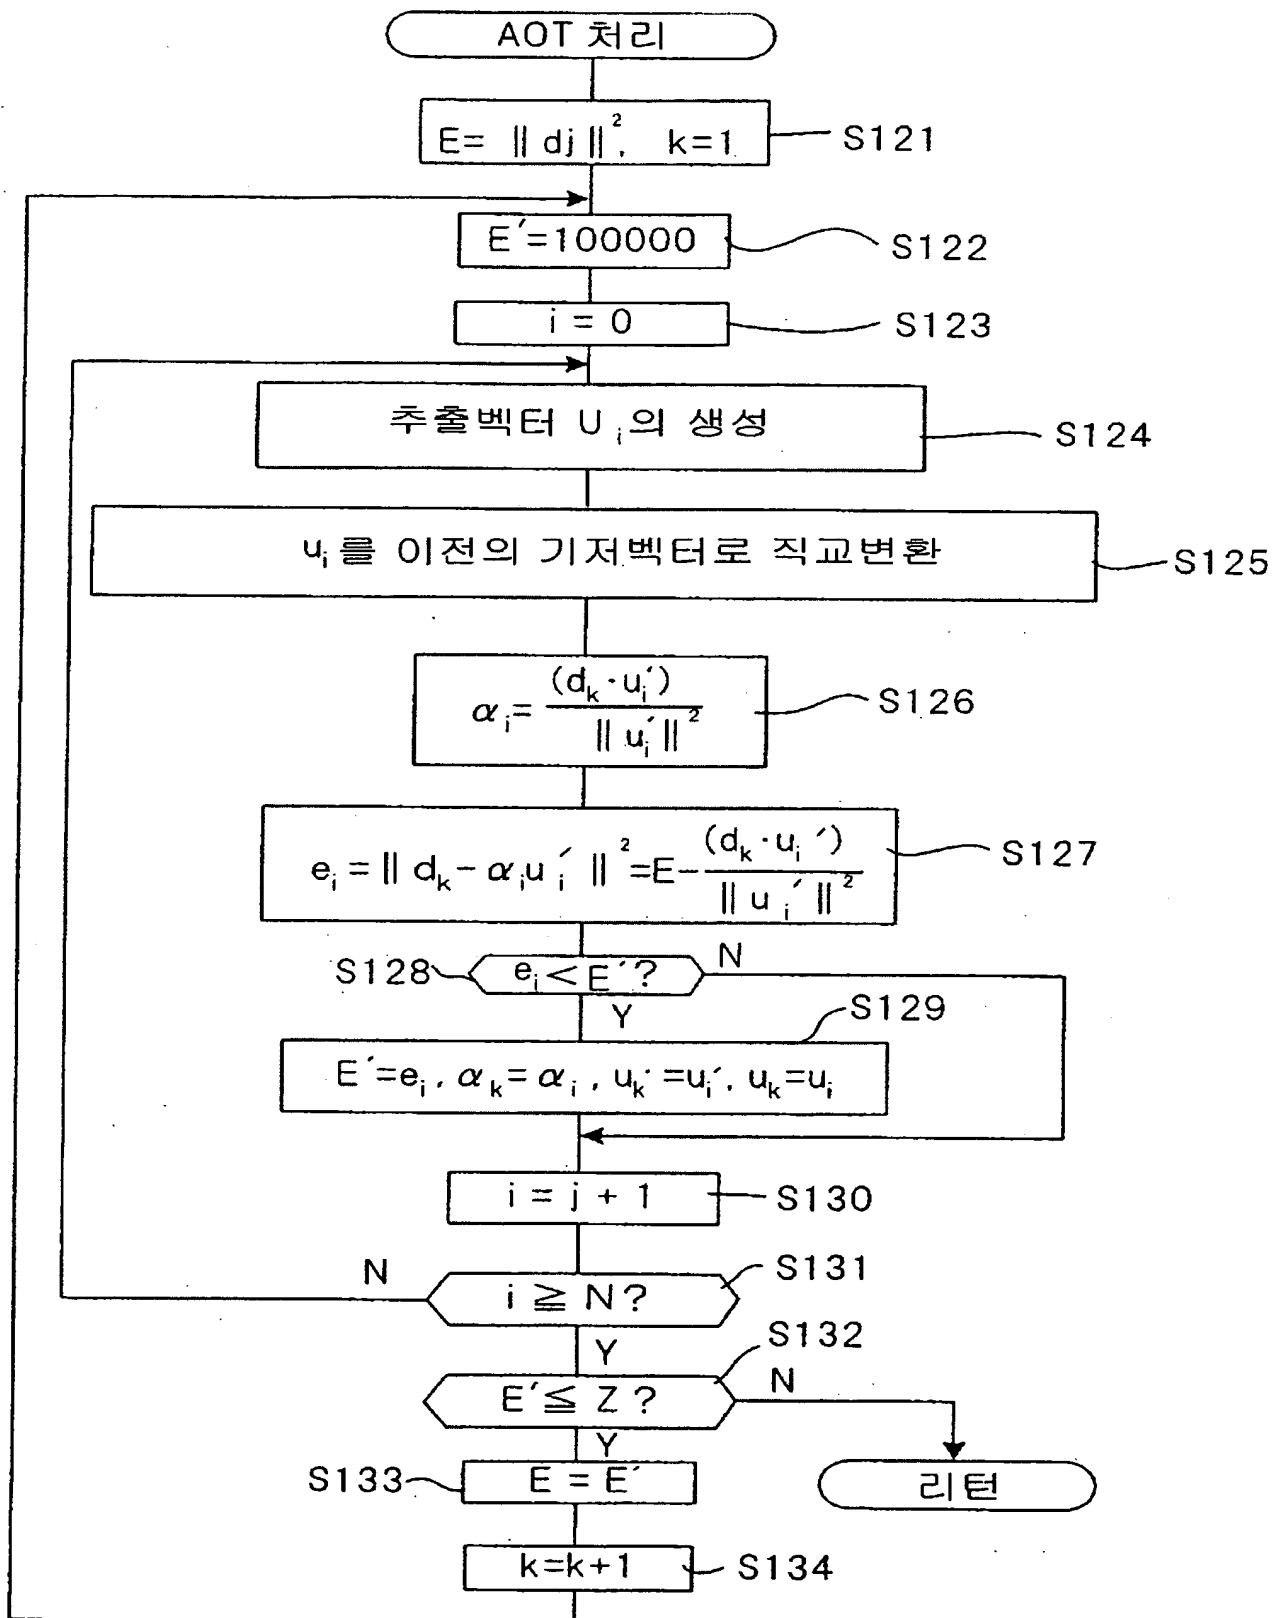 AOT 처리
E= ‖dj‖², k=1
S121
E´=100000
S122
i = 0
S123
추출벡터 U i의 생성
S124
ui를 이전의 기저벡터로 직교변환
S125
αi= (dk·ui´) / ‖ui´‖²
S126
ei = ‖dk− αiui´‖²=E− (dk·ui´) / ‖ui´‖²
S127
S128
ei < E´?
N
Y
S129
E´=ei, αk= αi, uk´=ui´, uk=ui
i = j + 1
S130
S131
N
i ≧ N?
Y
S132
E´≦ Z ?
N
Y
S133
E = E´
리턴
k=k+1
S134